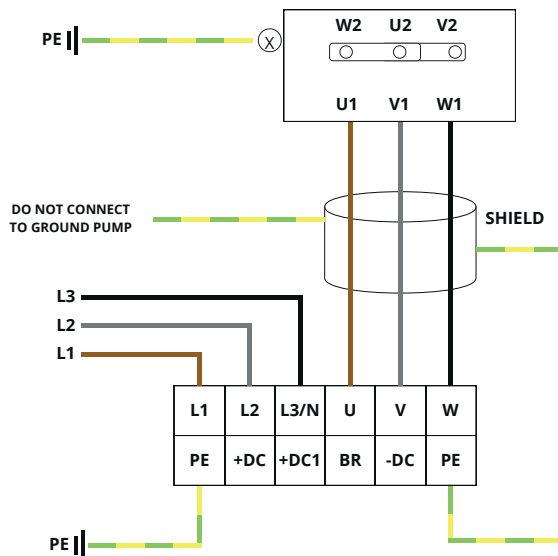 PE
X
W2 U2 V2
U1 V1 W1
DO NOT CONNECT
TO GROUND PUMP
SHIELD
L3
L2
L1
L1 L2 L3/N U V W
PE +DC +DC1 BR -DC PE
PE